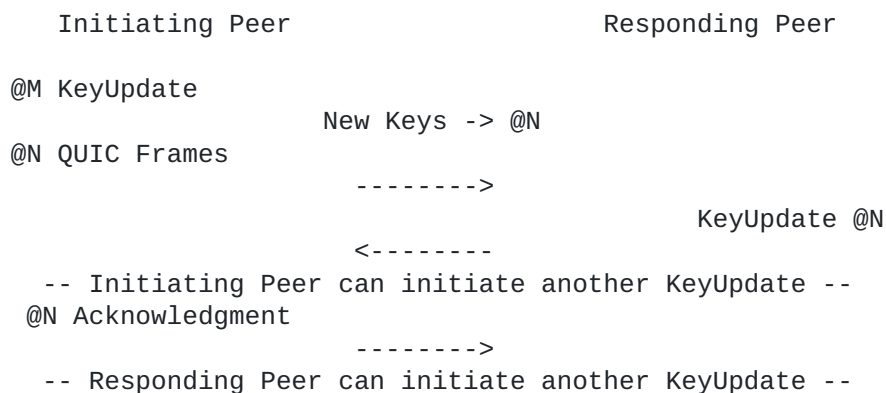 Initiating Peer                    Responding Peer
@M KeyUpdate
New Keys -> @N
@N QUIC Frames
-------->
KeyUpdate @N
<--------
-- Initiating Peer can initiate another KeyUpdate --
@N Acknowledgment
-------->
-- Responding Peer can initiate another KeyUpdate --